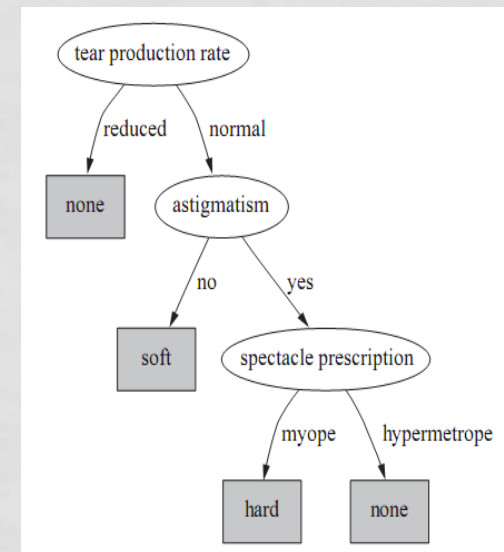 tear production rate
reduced normal
none astigmatism
no yes
soft spectacle prescription
myope hypermetrope
hard none